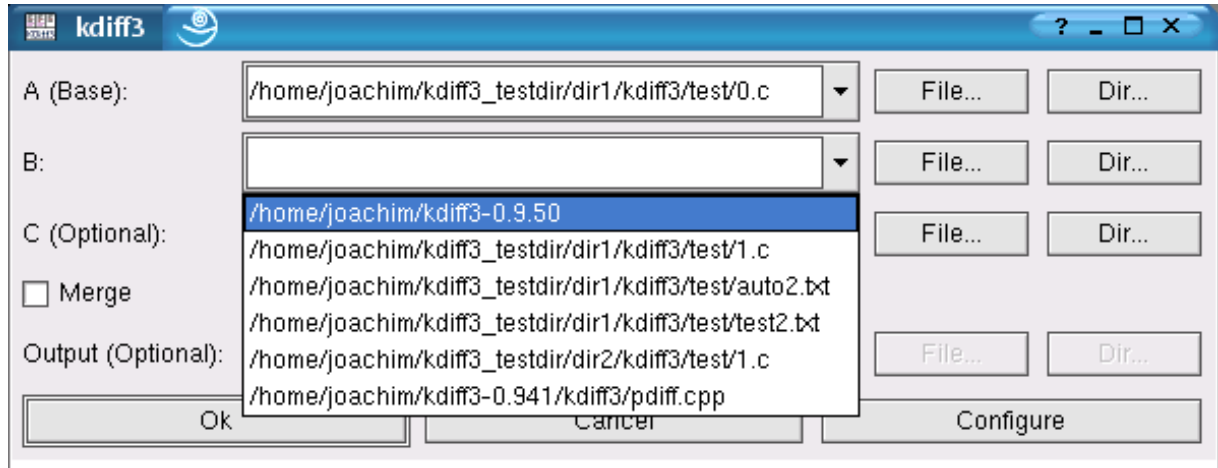 kdiff3
A (Base): /home/joachim/kdiff3_testdir/dir1/kdiff3/test/0.c File... Dir...
B: File... Dir...
/home/joachim/kdiff3-0.9.50
C (Optional): File... Dir...
/home/joachim/kdiff3_testdir/dir1/kdiff3/test/1.c
Merge /home/joachim/kdiff3_testdir/dir1/kdiff3/test/auto2.txt
/home/joachim/kdiff3_testdir/dir1/kdiff3/test/test2.txt
Output (Optional): File... Dir...
/home/joachim/kdiff3_testdir/dir2/kdiff3/test/1.c
/home/joachim/kdiff3-0.941/kdiff3/pdiff.cpp
Ok Cancel Configure